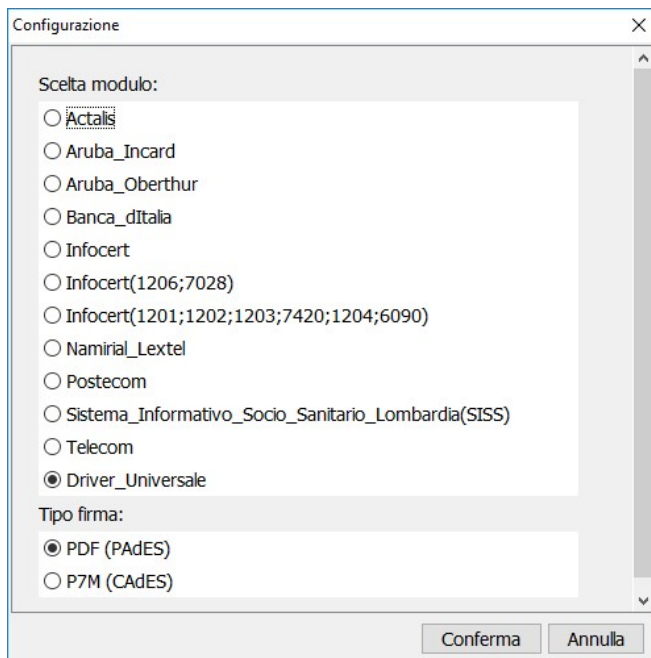 Configurazione
Scelta modulo:
Actalis
Aruba_Incard
Aruba_Oberthur
Banca_dItalia
Infocert
Infocert(1206;7028)
Infocert(1201;1202;1203;7420;1204;6090)
Namirial_Lextel
Postecom
Sistema_Informativo_Socio_Sanitario_Lombardia(SISS)
Telecom
Driver_Universale
Tipo firma:
PDF (PAdES)
P7M (CAdES)
Conferma Annulla